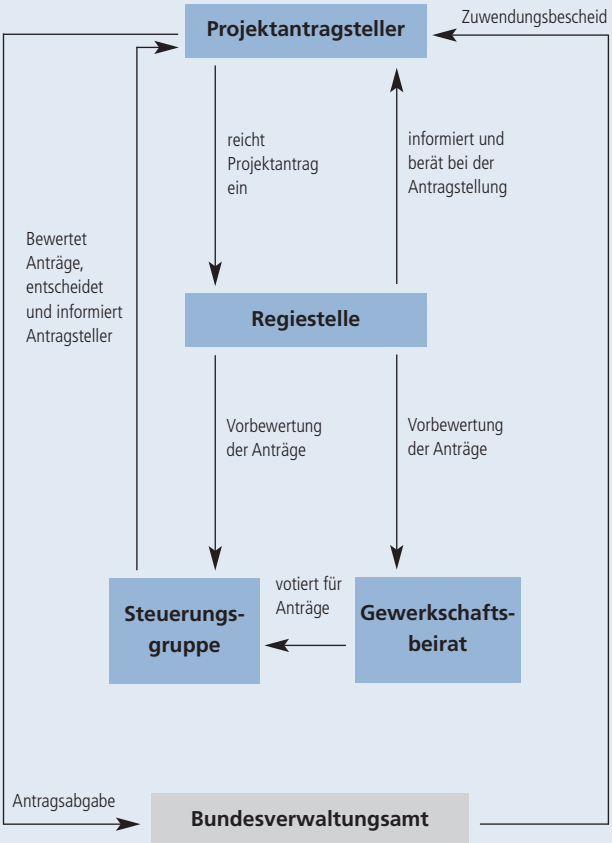 Projektantragsteller
Zuwendungsbescheid
reicht
Projektantrag
ein
informiert und
berät bei der
Antragstellung
Bewertet
Anträge,
entscheidet
und informiert
Antragsteller
Regiestelle
Vorbewertung
der Anträge
Vorbewertung
der Anträge
Steuerungs-
gruppe
votiert für
Anträge
Gewerkschafts-
beirat
Antragsabgabe
Bundesverwaltungsamt